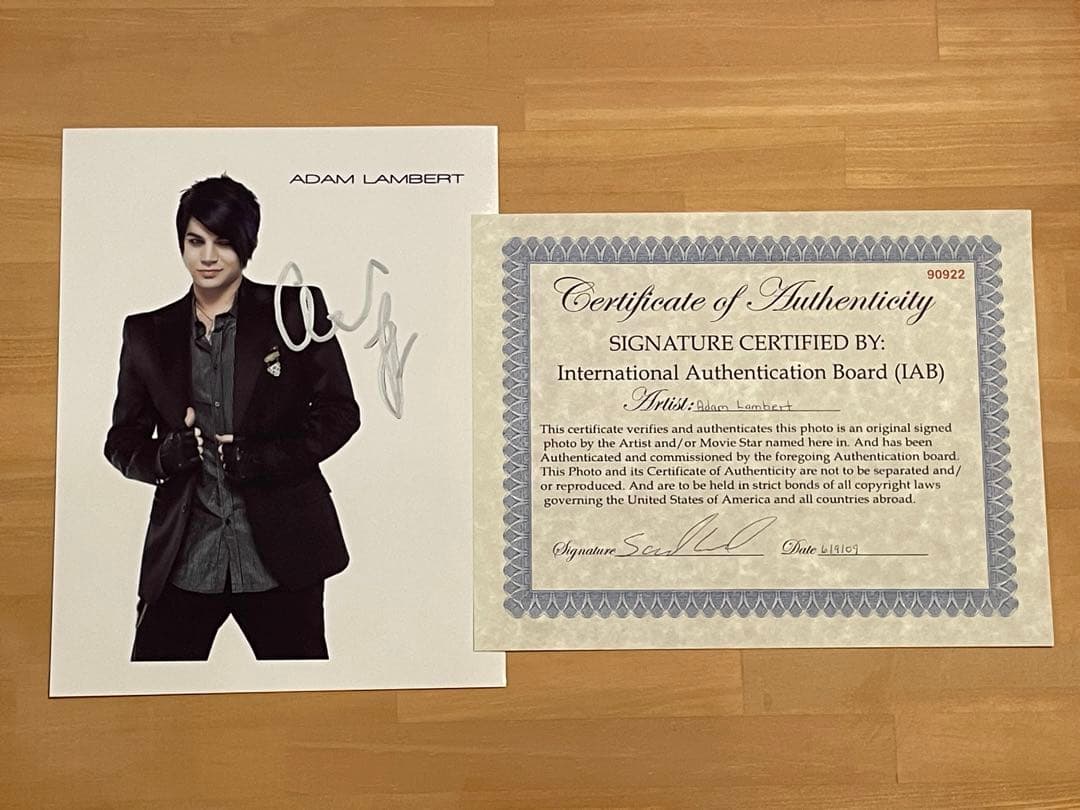 ADAM LAMBERT
90922
Certificate of Authenticity
SIGNATURE CERTIFIED BY:
International Authentication Board (IAB)
Artist: Adam Lambert
This certificate verifies and authenticates this photo is an original signed
photo by the Artist and/or Movie Star named here in. And has been
Authenticated and commissioned by the foregoing Authentication board.
This Photo and its Certificate of Authenticity are not to be separated and/
or reproduced. And are to be held in strict bonds of all copyright laws
governing the United States of America and all countries abroad.
Signature Date 6/9/09